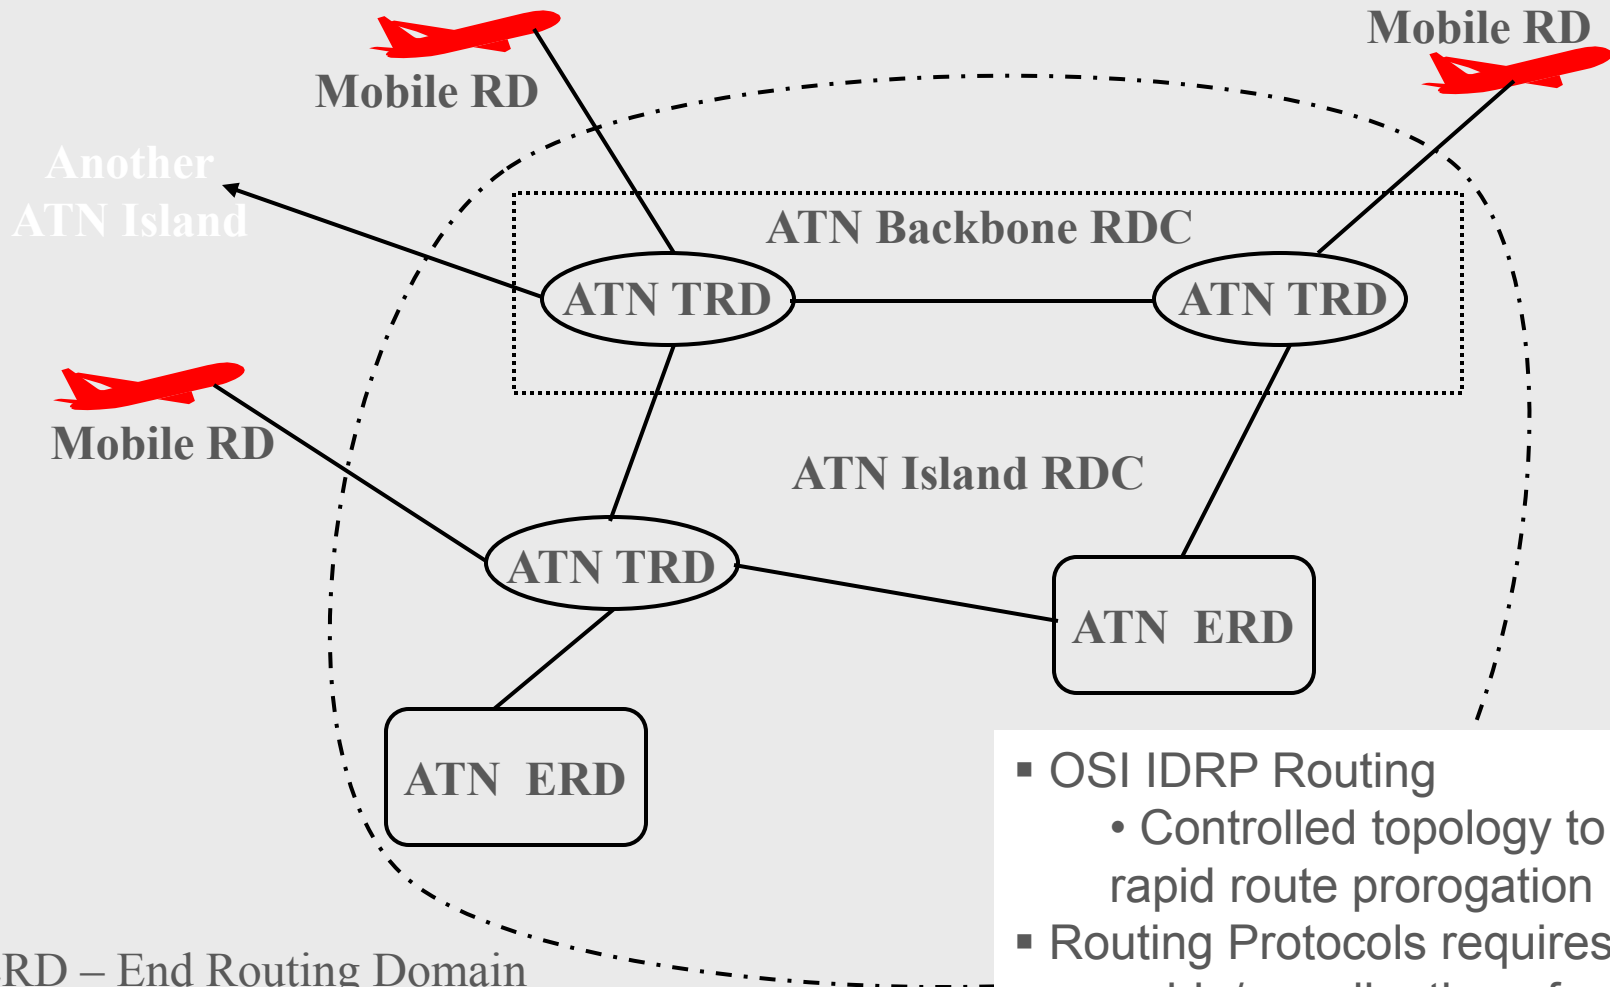 Mobile RD
Mobile RD
Another
ATN Island
ATN Backbone RDC
ATN TRD
ATN TRD
Mobile RD
ATN Island RDC
ATN TRD
ATN ERD
ATN ERD
▪ OSI IDRP Routing
• Controlled topology to
rapid route prorogation
▪ Routing Protocols requires
RD – End Routing Domain